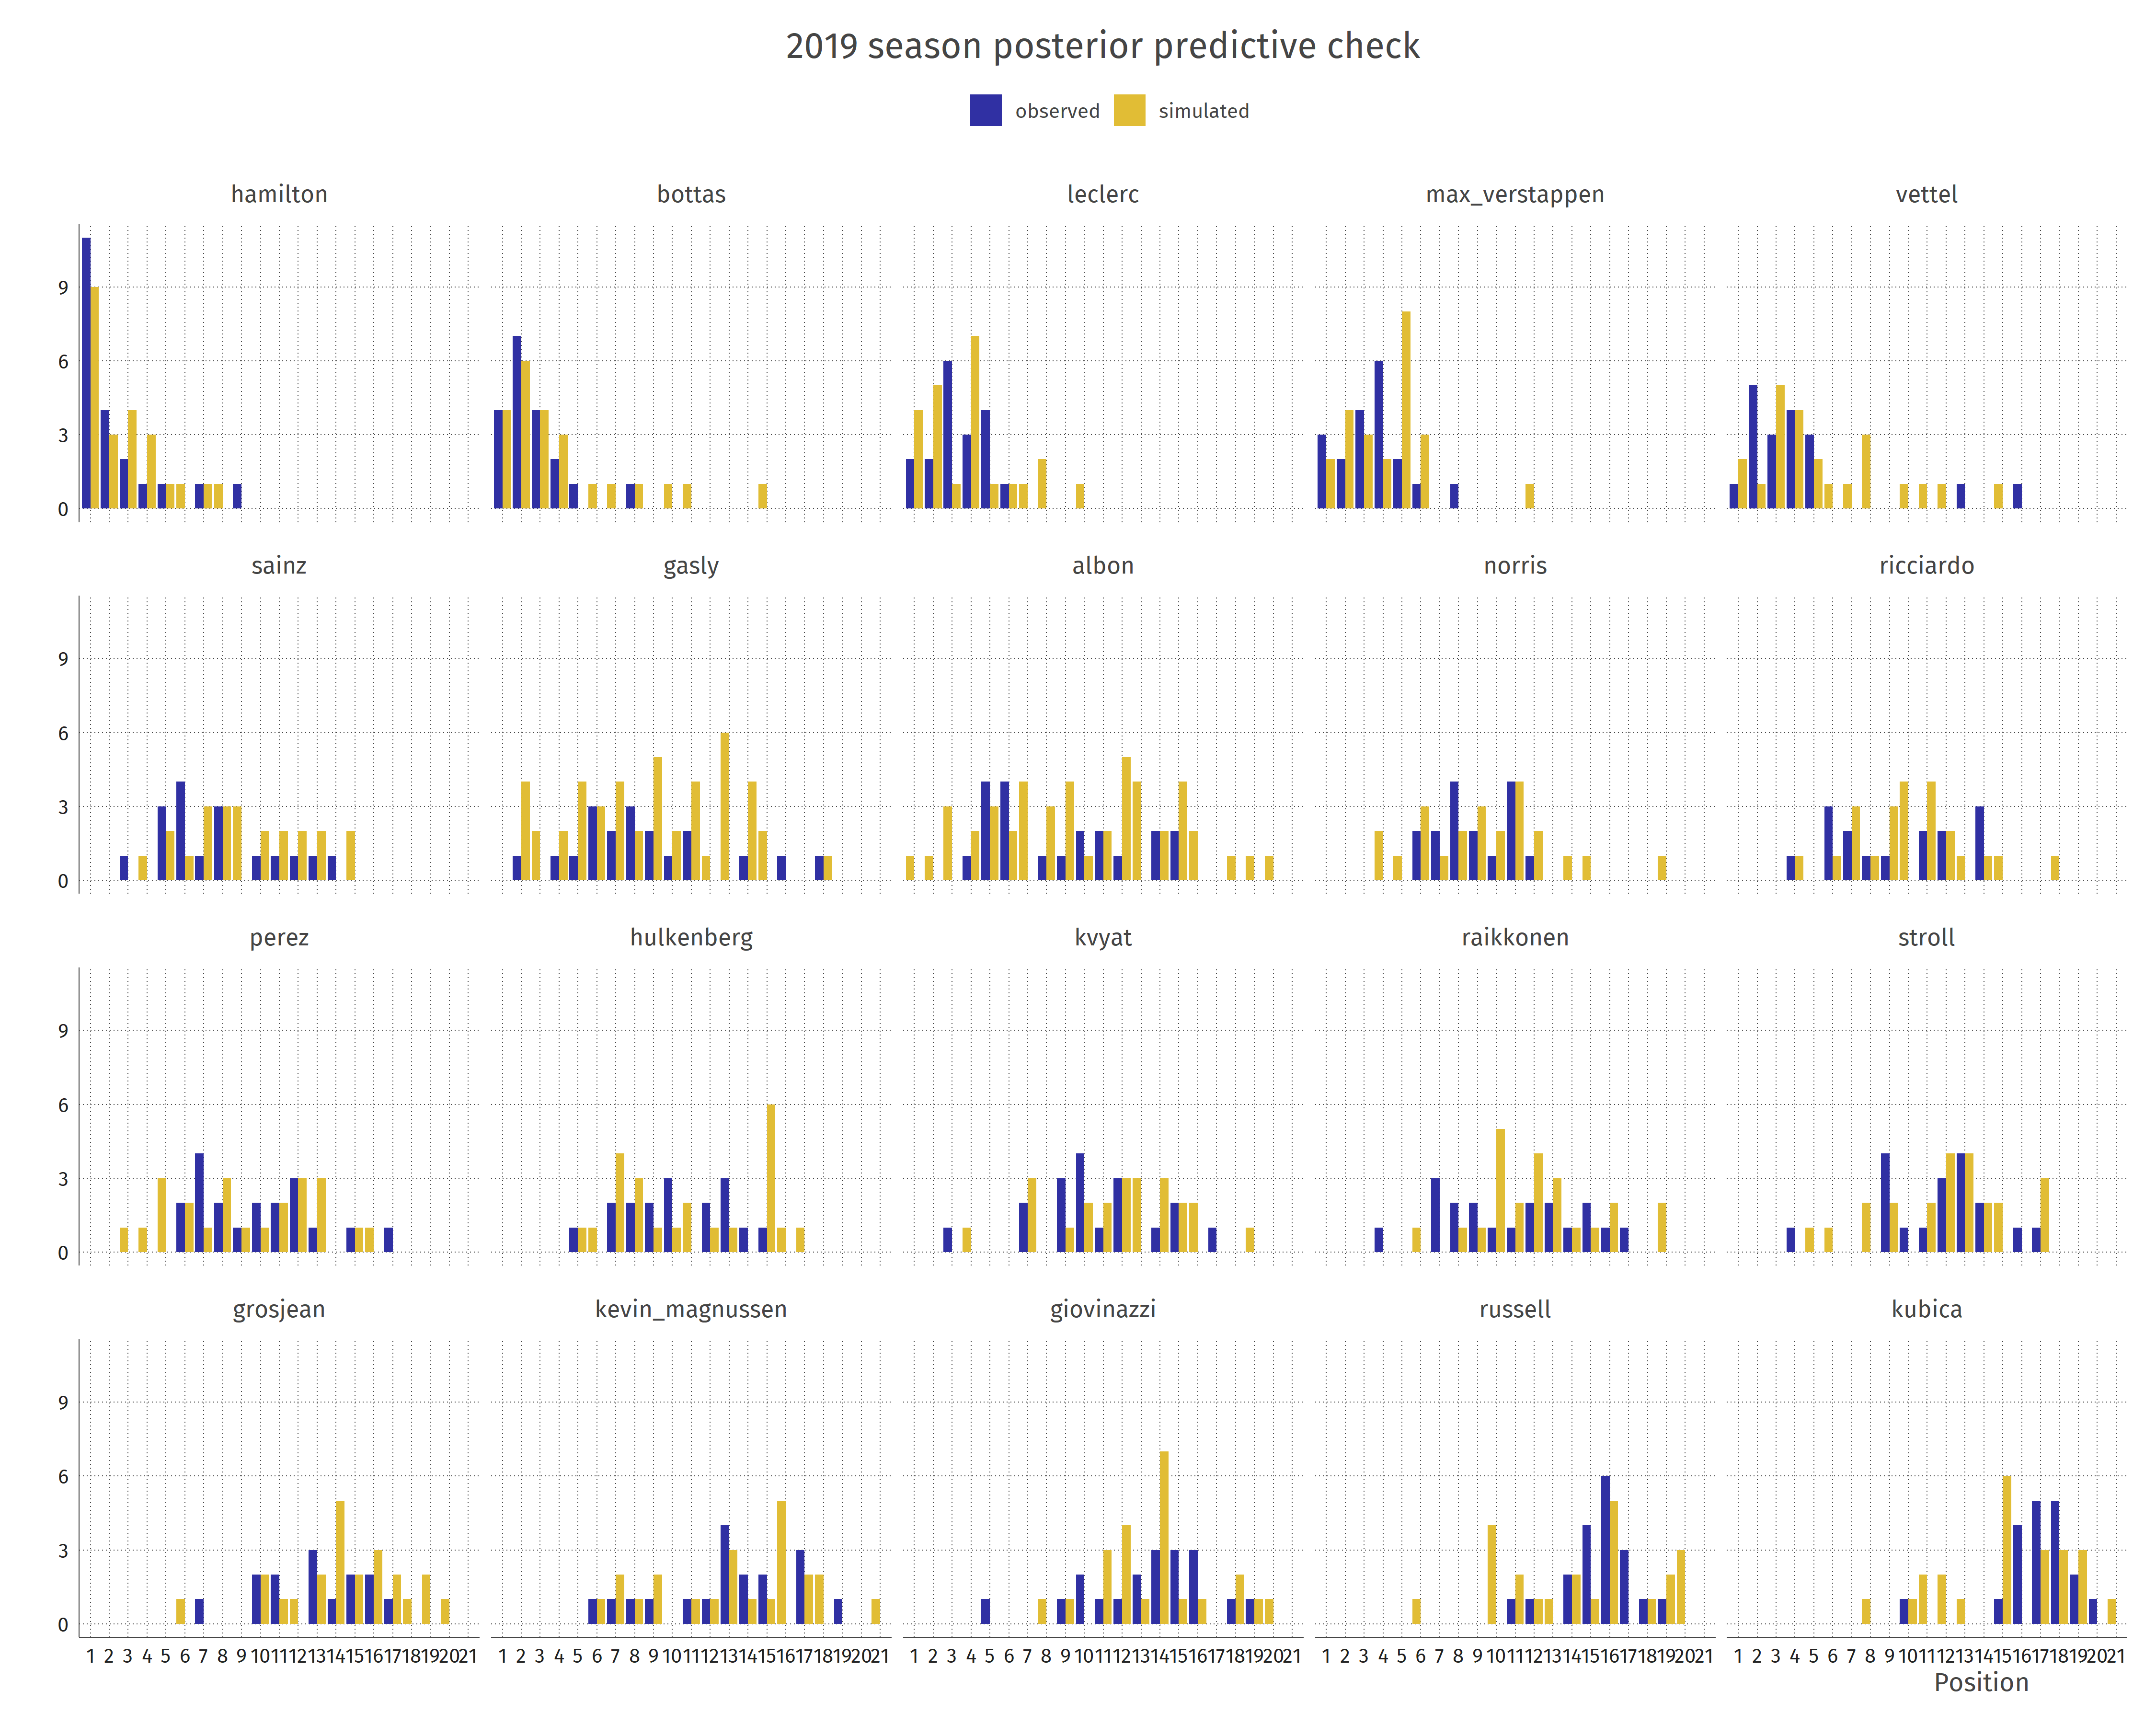 2019 season posterior predictive check
observed simulated
hamilton bottas leclerc max_verstappen vettel
9
6
3
0
sainz gasly albon norris ricciardo
9
6
3
0
perez hulkenberg kvyat raikkonen stroll
9
6
3
0
grosjean kevin_magnussen giovinazzi russell kubica
9
6
3
0
1 2 3 4 5 6 7 8 9 10 11 12 13 14 15 16 17 18 19 20 21 1 2 3 4 5 6 7 8 9 10 11 12 13 14 15 16 17 18 19 20 21 1 2 3 4 5 6 7 8 9 10 11 12 13 14 15 16 17 18 19 20 21 1 2 3 4 5 6 7 8 9 10 11 12 13 14 15 16 17 18 19 20 21 1 2 3 4 5 6 7 8 9 10 11 12 13 14 15 16 17 18 19 20 21
Position